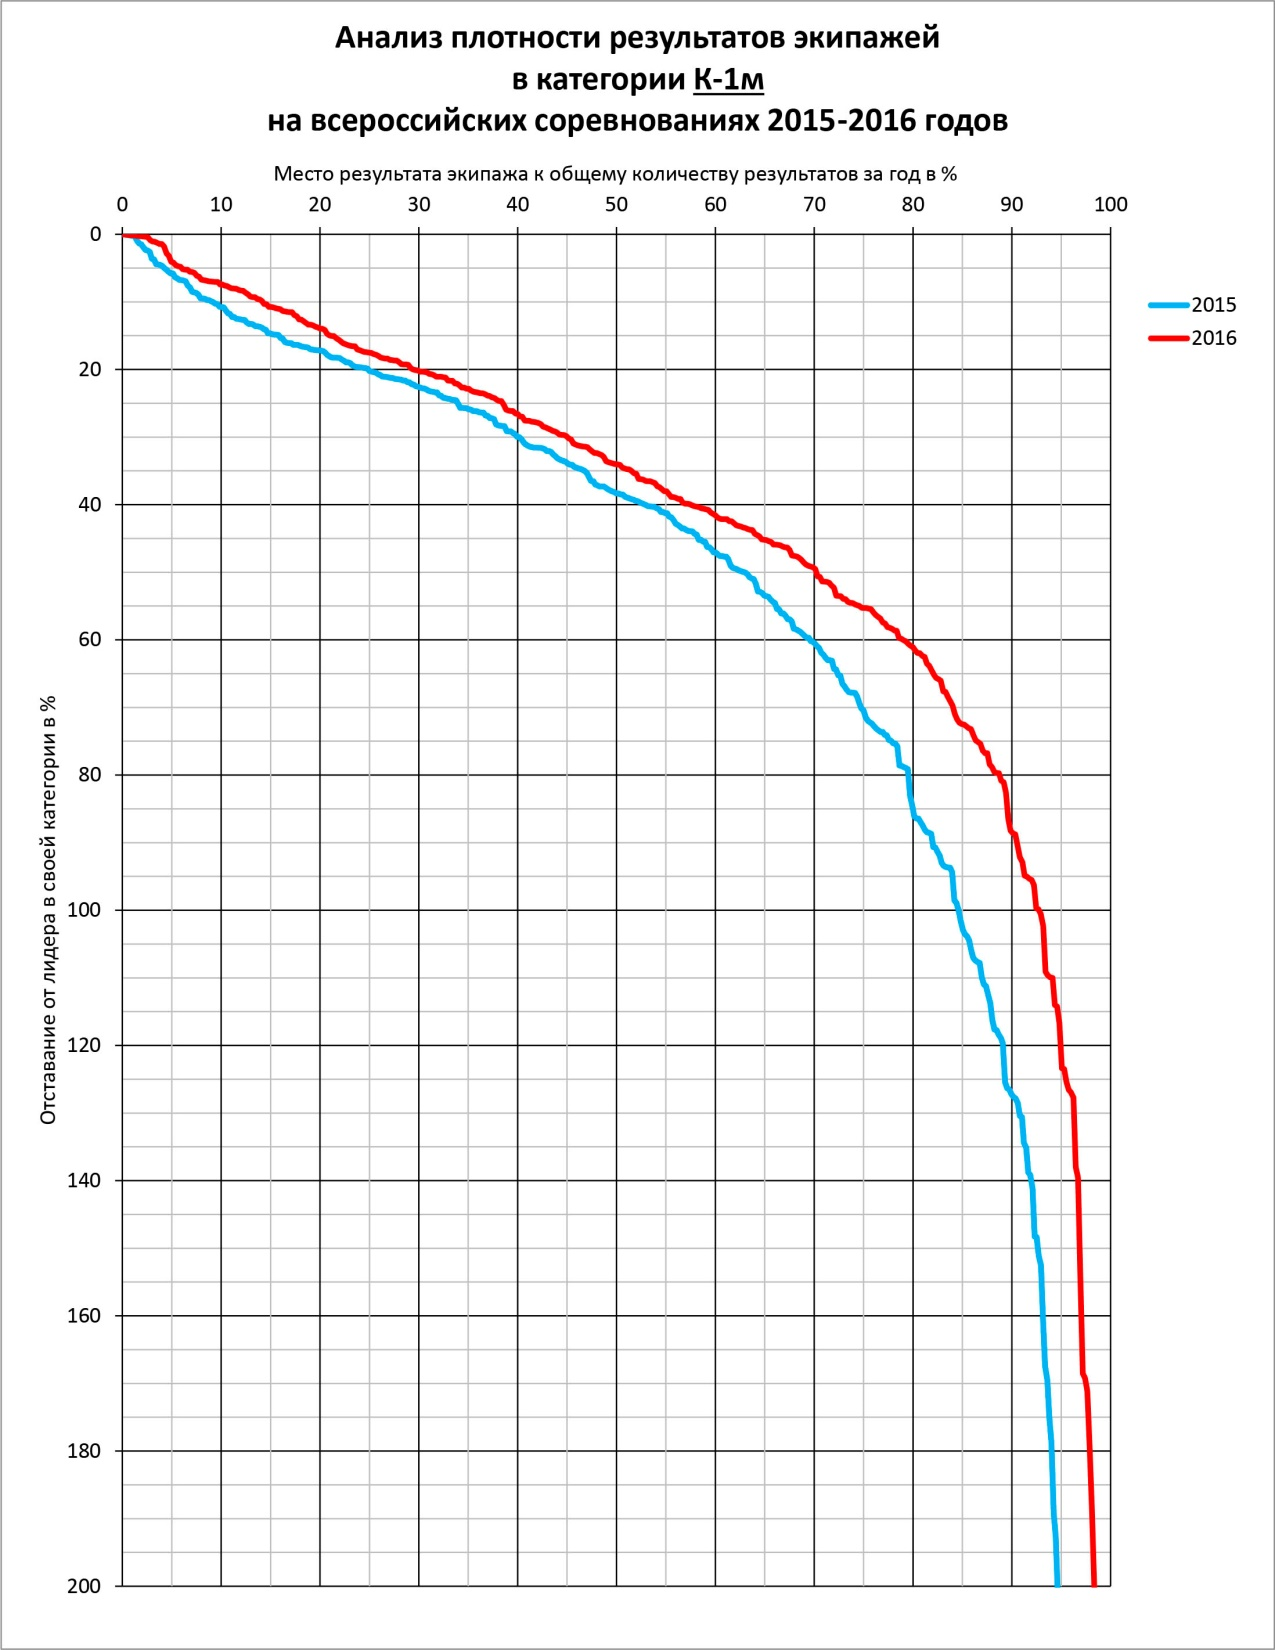 Анализ плотности результатов экипажей
в категории К-1м
на всероссийских соревнованиях 2015-2016 годов
Место результата экипажа к общему количеству результатов за год в %
0 10 20 30 40 50 60 70 80 90 100
0
20
40
60
80
100
120
140
160
180
200
Отставание от лидера в своей категории в %
2015
2016